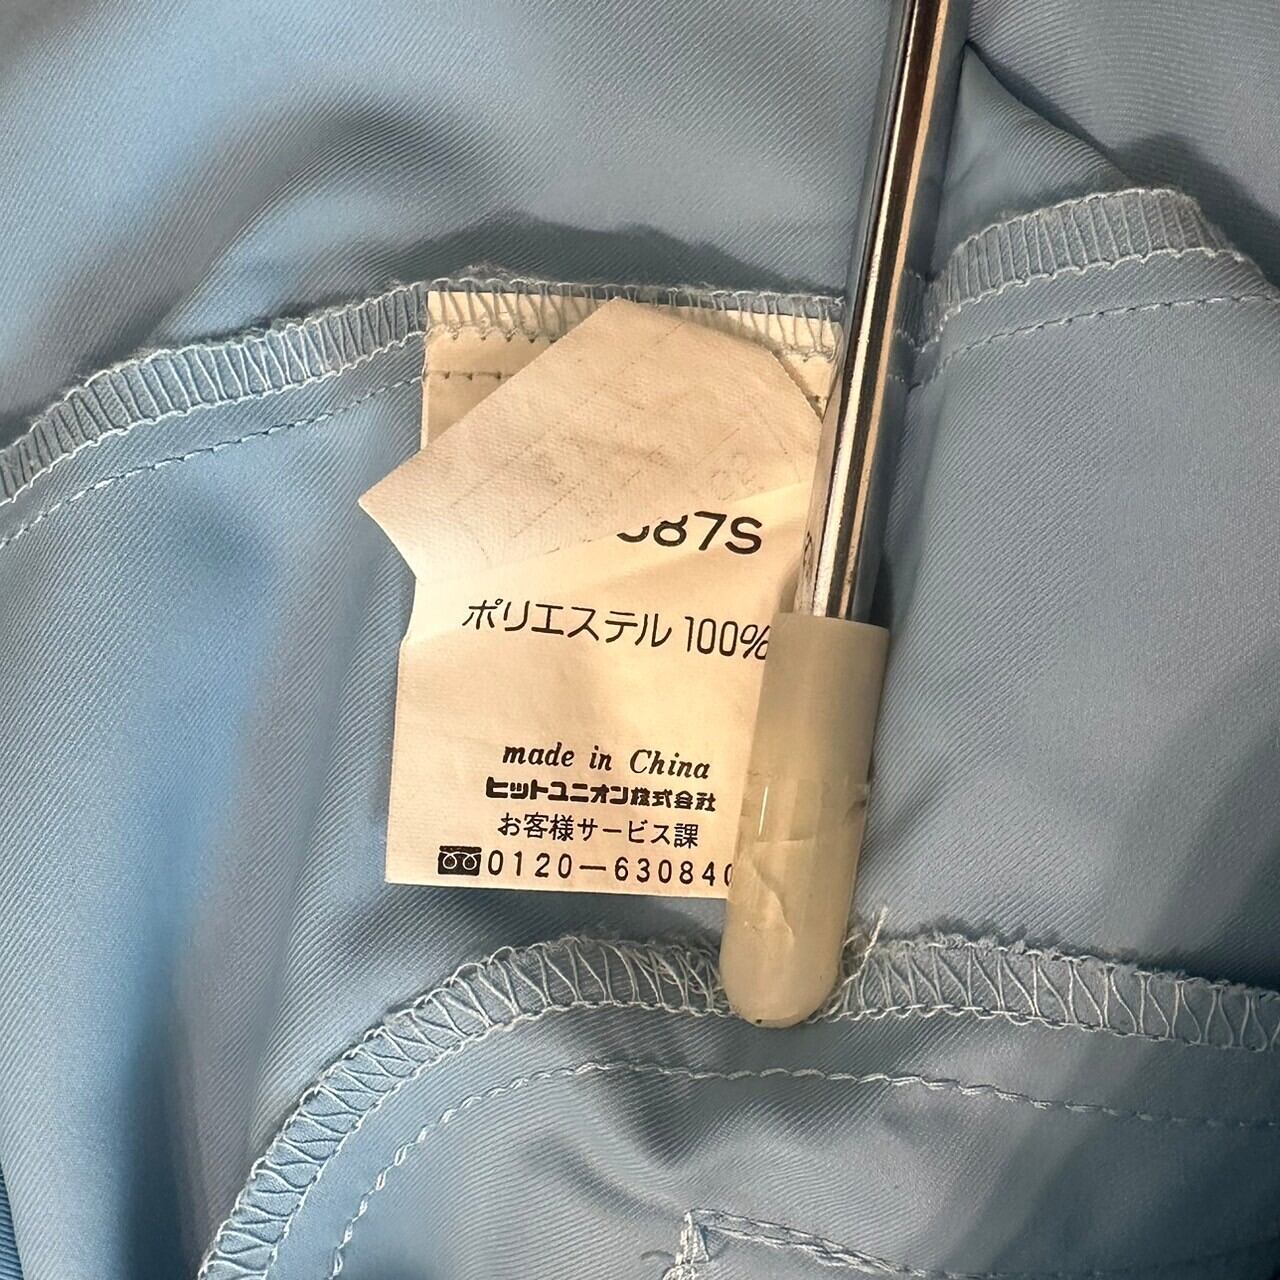 87S
ポリエステル 100%
made in China
ヒットユニオン株式会社
お客様サービス課
0120-630840